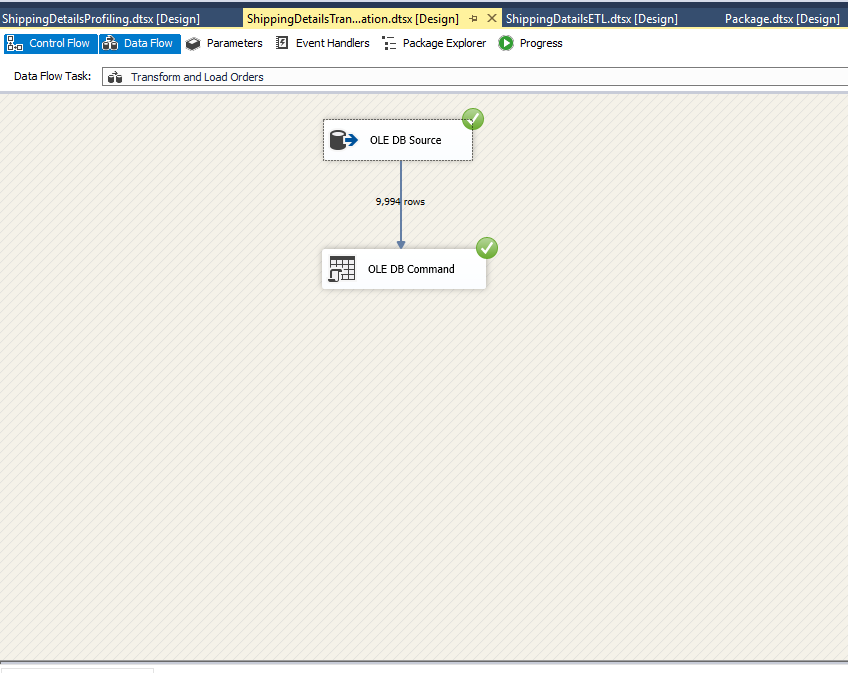 ShippingDetailsProfiling.dtsx [Design] ShippingDetailsTran...ation.dtsx [Design] ShippingDatailsETL.dtsx [Design] Package.dtsx [Design]
Control Flow Data Flow Parameters Event Handlers Package Explorer Progress
Data Flow Task: Transform and Load Orders
OLE DB Source
9,994 rows
OLE DB Command